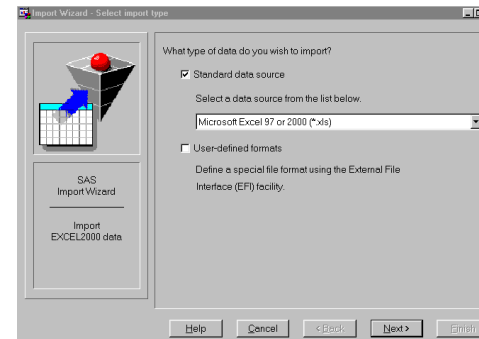 Import Wizard - Select import type
What type of data do you wish to import?
Standard data source
Select a data source from the list below.
Microsoft Excel 97 or 2000 (*.xls)
User-defined formats
Define a special file format using the External File
Interface (EFI) facility.
SAS
Import Wizard
Import
EXCEL2000 data
Help Cancel < Back Next > Finish